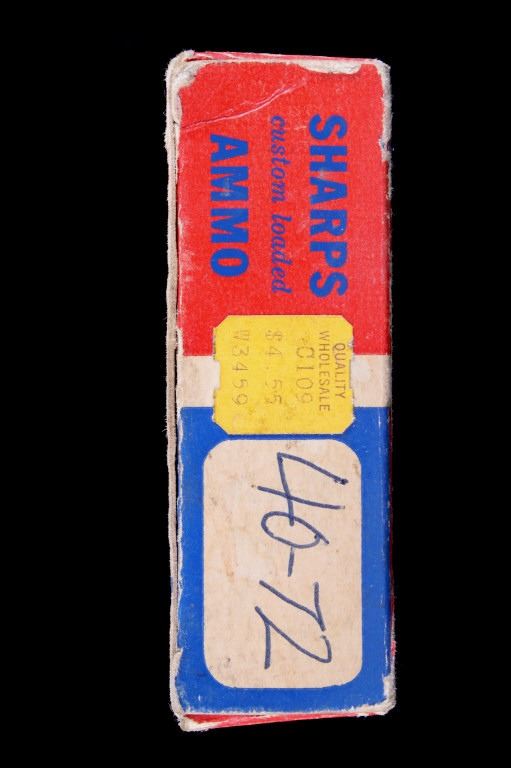 SHARPS
custom loaded
AMMO
QUALITY
WHOLESALE
C109
$4.55
W3459
40-72